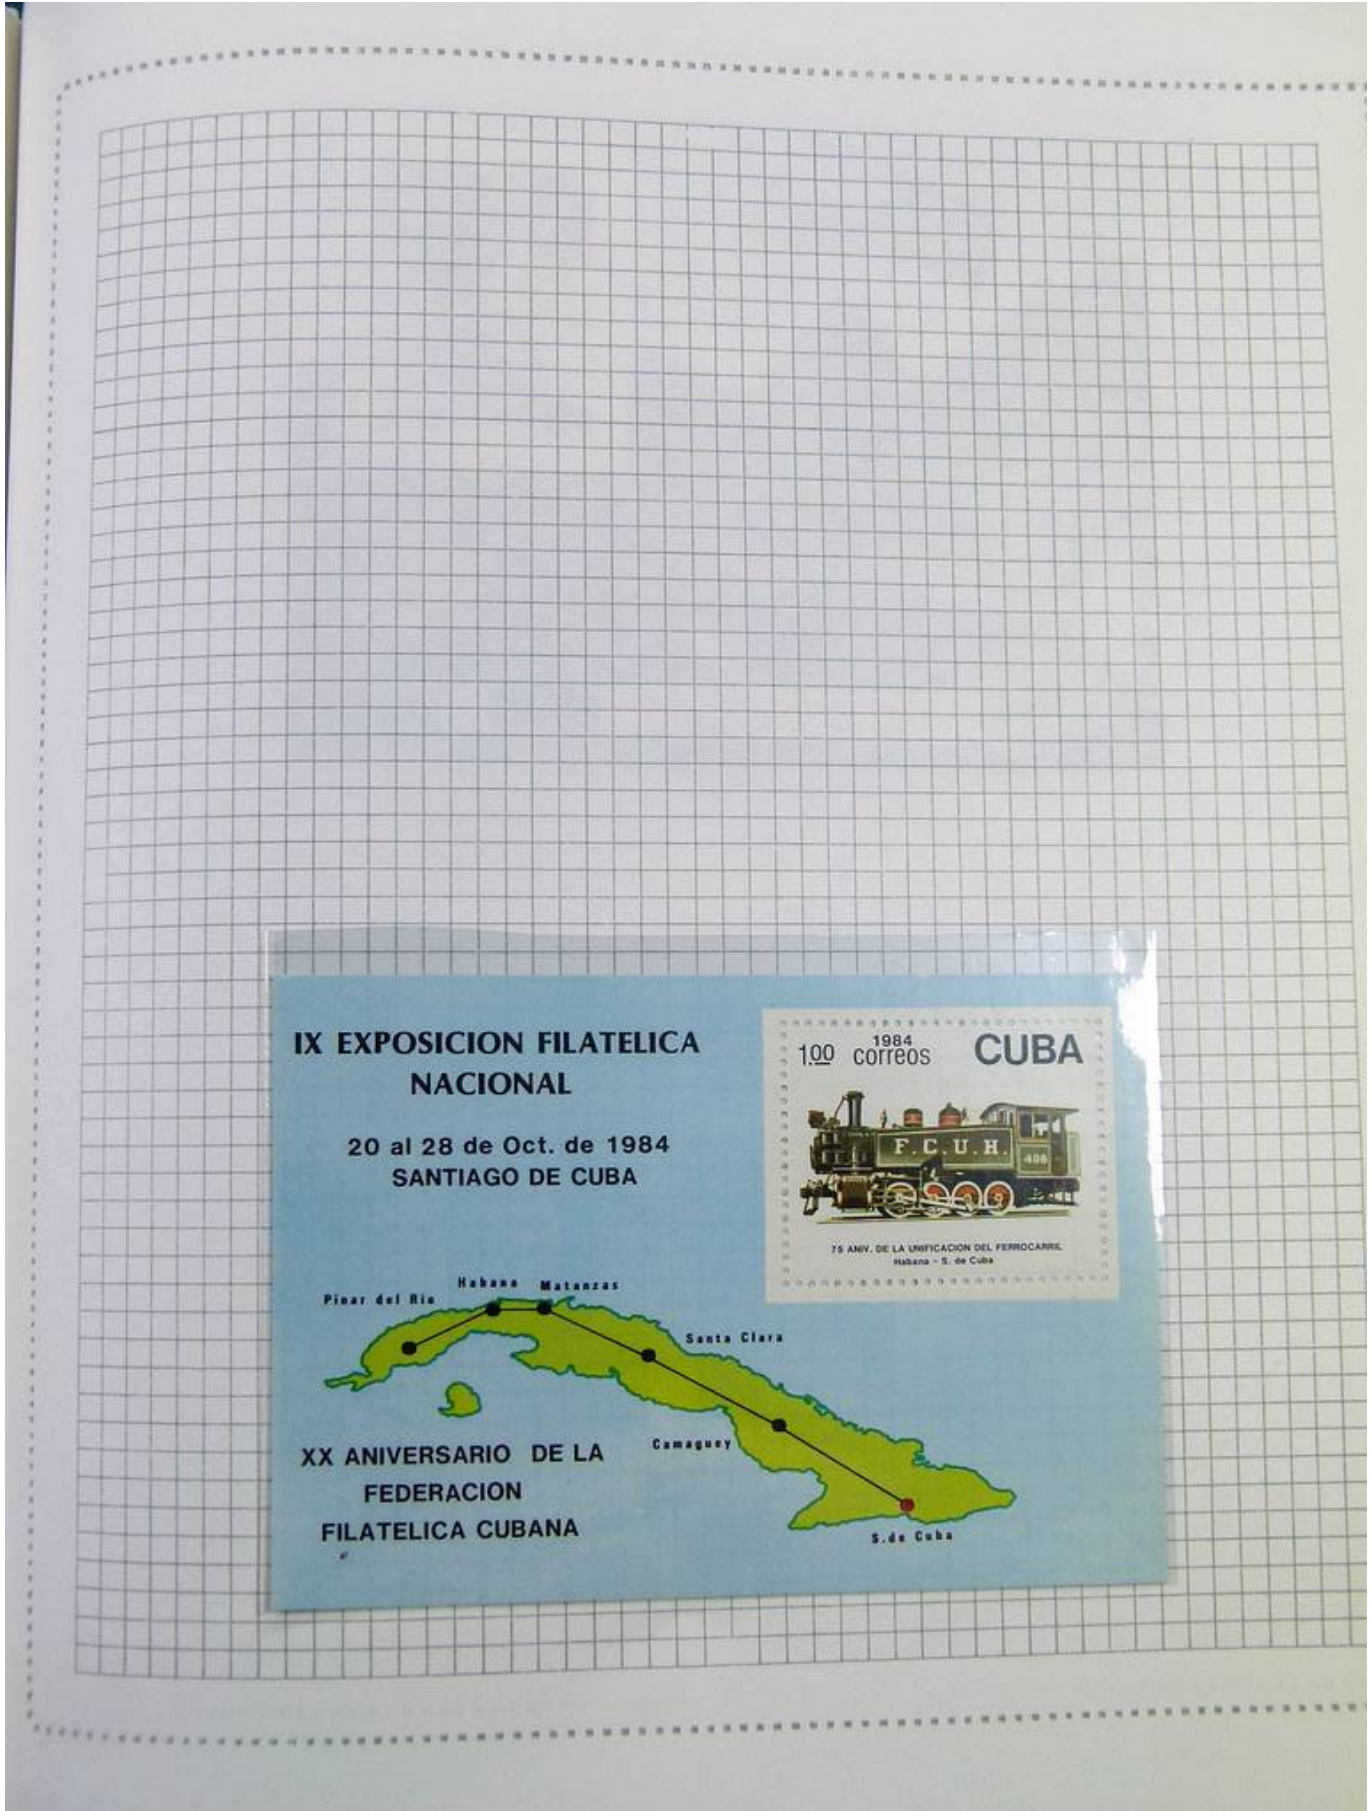 IX EXPOSICION FILATELICA
NACIONAL
20 al 28 de Oct. de 1984
SANTIAGO DE CUBA
1.00 1984 correos CUBA
F.C.U.H.
408
75 ANIV. DE LA UNIFICACION DEL FERROCARRIL
Habana - S. de Cuba
Pinar del Rio
Habana
Matanzas
Santa Clara
Camaguey
S.de Cuba
XX ANIVERSARIO DE LA
FEDERACION
FILATELICA CUBANA